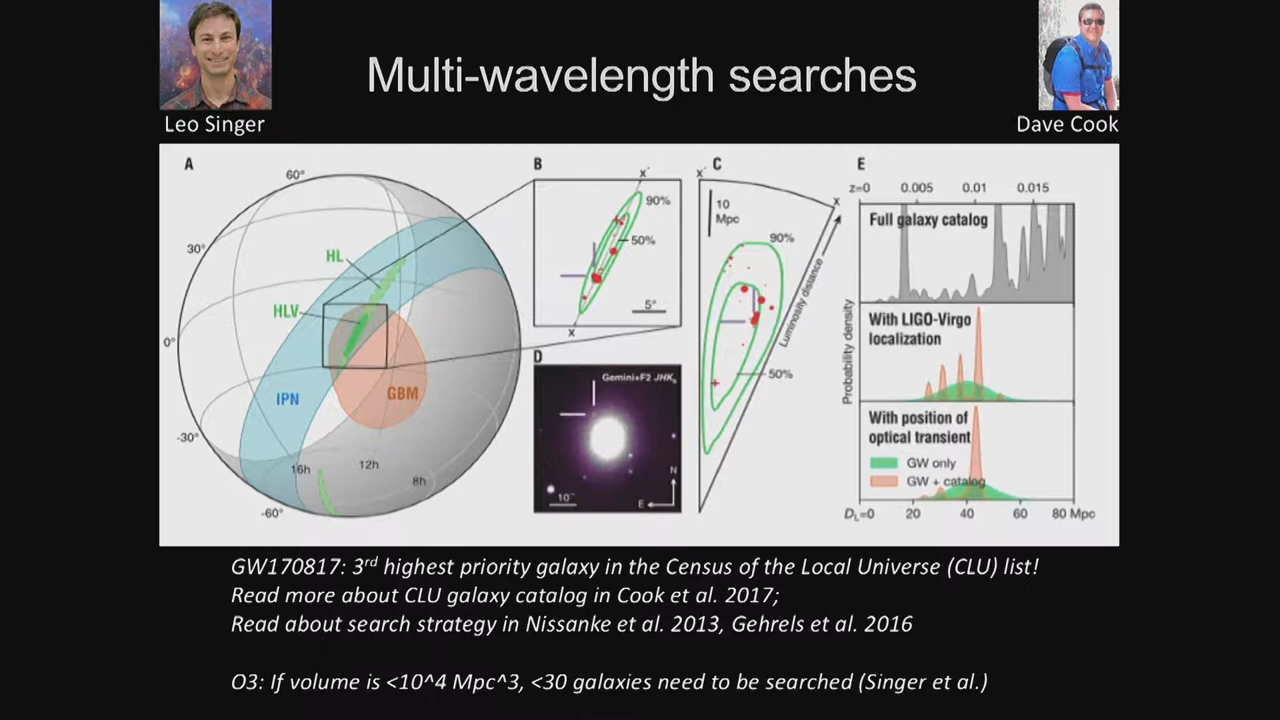 Multi-wavelength searches
Leo Singer
Dave Cook
A
60°
30°
0°
-30°
-60°
HL
HLV
IPN
GBM
16h
12h
8h
B
x'
90%
50%
5°
x
C
x'
x
10
Mpc
90%
50%
Luminosity distance
D
Gemini+F2 JHKs
10"
N
E
E
z=0 0.005 0.01 0.015
Full galaxy catalog
With LIGO-Virgo
localization
With position of
optical transient
GW only
GW + catalog
Probability density
DL=0 20 40 60 80 Mpc
GW170817: 3rd highest priority galaxy in the Census of the Local Universe (CLU) list!
Read more about CLU galaxy catalog in Cook et al. 2017;
Read about search strategy in Nissanke et al. 2013, Gehrels et al. 2016
O3: If volume is <10^4 Mpc^3, <30 galaxies need to be searched (Singer et al.)